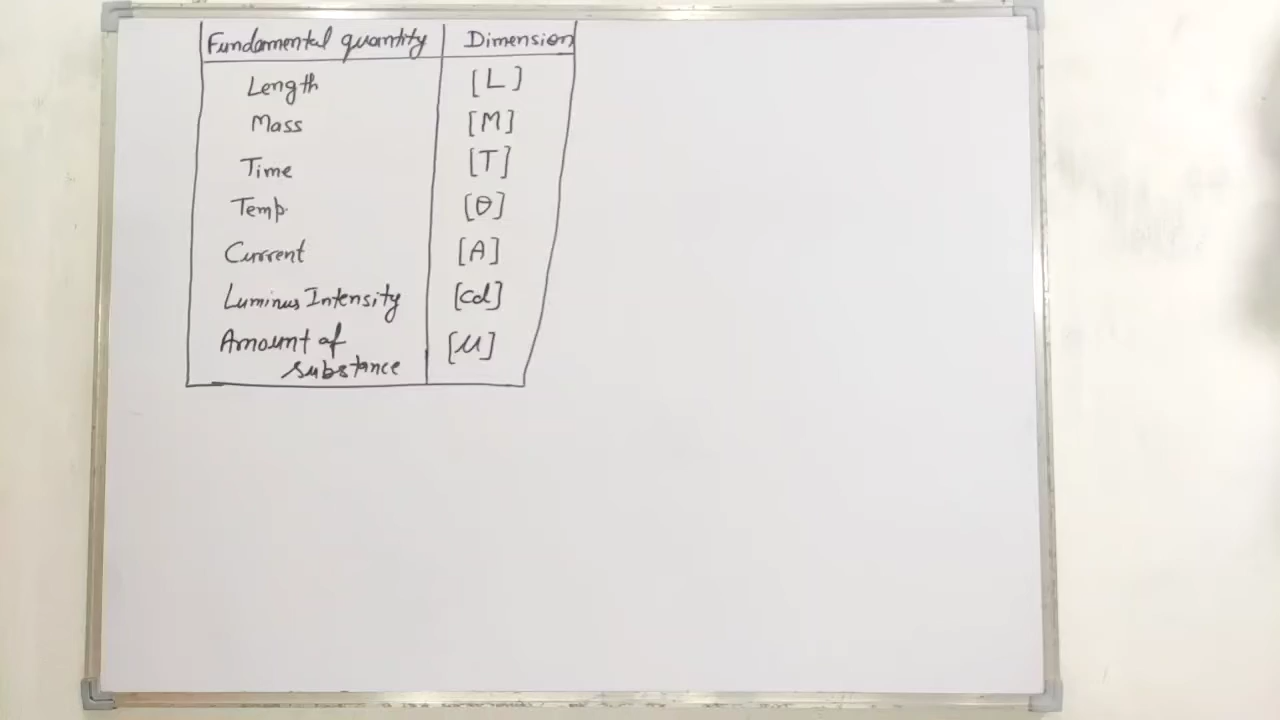 Fundamental quantity Dimension
Length [L]
Mass [M]
Time [T]
Temp. [θ]
Current [A]
Luminus Intensity [cd]
Amount of [μ]
substance